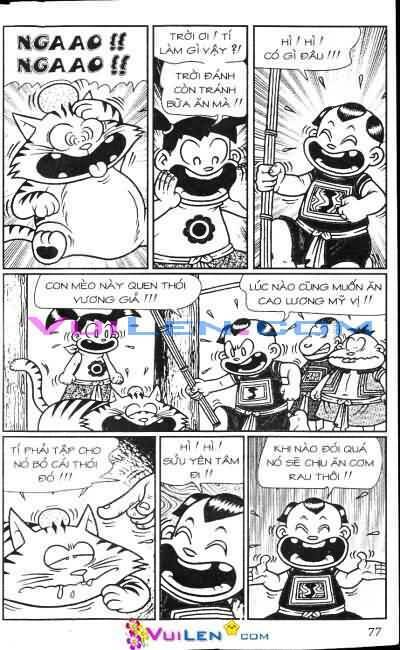 NGAAO !!
NGAAO !!
TRỜI ƠI ! TÍ
LÀM GÌ VẬY ?!
TRỜI ĐÁNH
CÒN TRÁNH
BỮA ĂN MÀ !!
HÌ ! HÌ !
CÓ GÌ ĐÂU !!!
CON MÈO NÀY QUEN THÓI
VƯƠNG GIẢ !!!
LÚC NÀO CŨNG MUỐN ĂN
CAO LƯƠNG MỸ VỊ !!
VUILEN.COM
TÍ PHẢI TẬP CHO
NÓ BỎ CÁI THÓI
ĐÓ !!!
HÌ ! HÌ !
SỬU YÊN TÂM
ĐI !!
KHI NÀO ĐÓI QUÁ
NÓ SẼ CHỊU ĂN CƠM
RAU THÔI !
77
VUILEN.COM